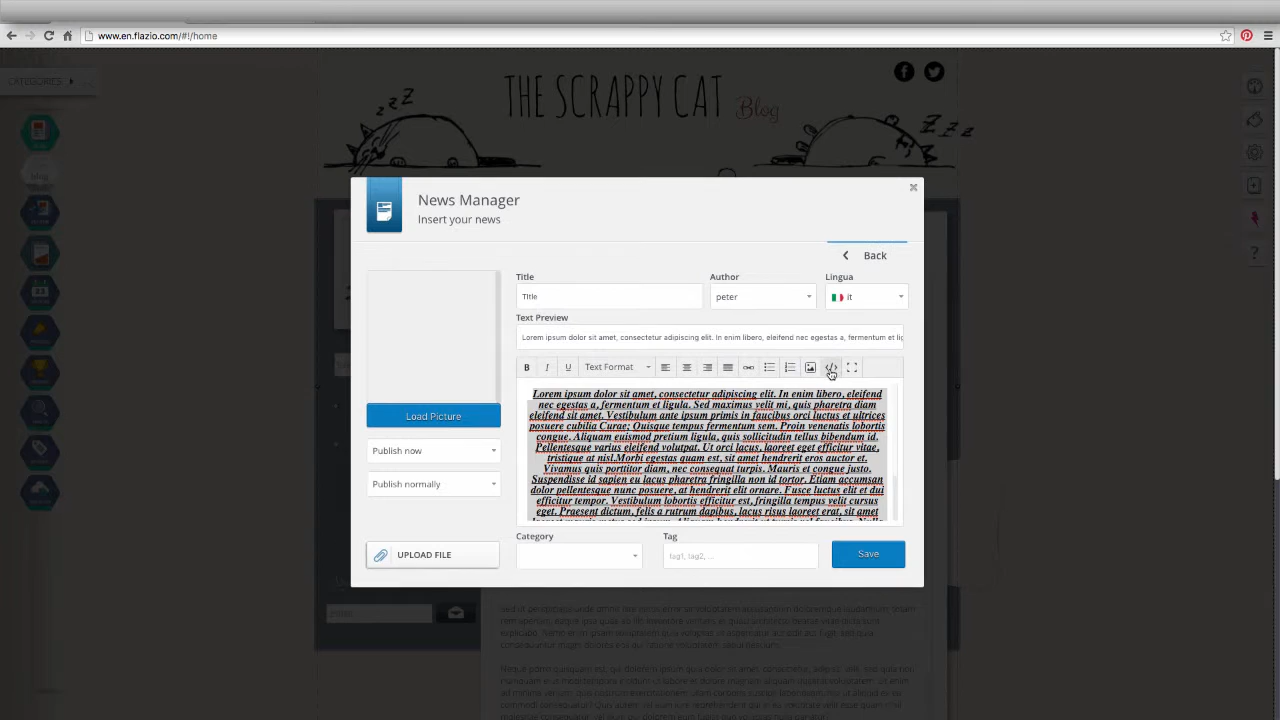 www.en.flazio.com/#!/home
CATEGORIES
THE SCRAPPY CAT Blog
zzZ
ZZZ
blog
News Manager
Insert your news
Back
Title
Author
Lingua
Title
peter
it
Text Preview
Lorem ipsum dolor sit amet, consectetur adipiscing elit. In enim libero, eleifend nec egestas a, fermentum et lig
B I U Text Format
Lorem ipsum dolor sit amet, consectetur adipiscing elit. In enim libero, eleifend
nec egestas a, fermentum et ligula. Sed maximus velit mi, quis pharetra diam
eleifend sit amet. Vestibulum ante ipsum primis in faucibus orci luctus et ultrices
posuere cubilia Curae; Quisque tempus fermentum sem. Proin venenatis lobortis
congue. Aliquam euismod pretium ligula, quis sollicitudin tellus bibendum id.
Pellentesque varius eleifend volutpat. Ut orci lacus, laoreet eget efficitur vitae,
tristique at nisl.Morbi egestas quam est, sit amet hendrerit eros auctor et.
Vivamus quis porttitor diam, nec consequat turpis. Mauris et congue justo.
Suspendisse id sapien eu lacus pharetra fringilla non id tortor. Etiam accumsan
dolor pellentesque nunc posuere, at hendrerit elit ornare. Fusce luctus elit et dui
efficitur tempor. Vestibulum lobortis efficitur est, fringilla tempus velit cursus
eget. Praesent dictum, felis a rutrum dapibus, lacus risus laoreet erat, sit amet
Load Picture
Publish now
Publish normally
UPLOAD FILE
Category
Tag
tag1, tag2, ...
Save